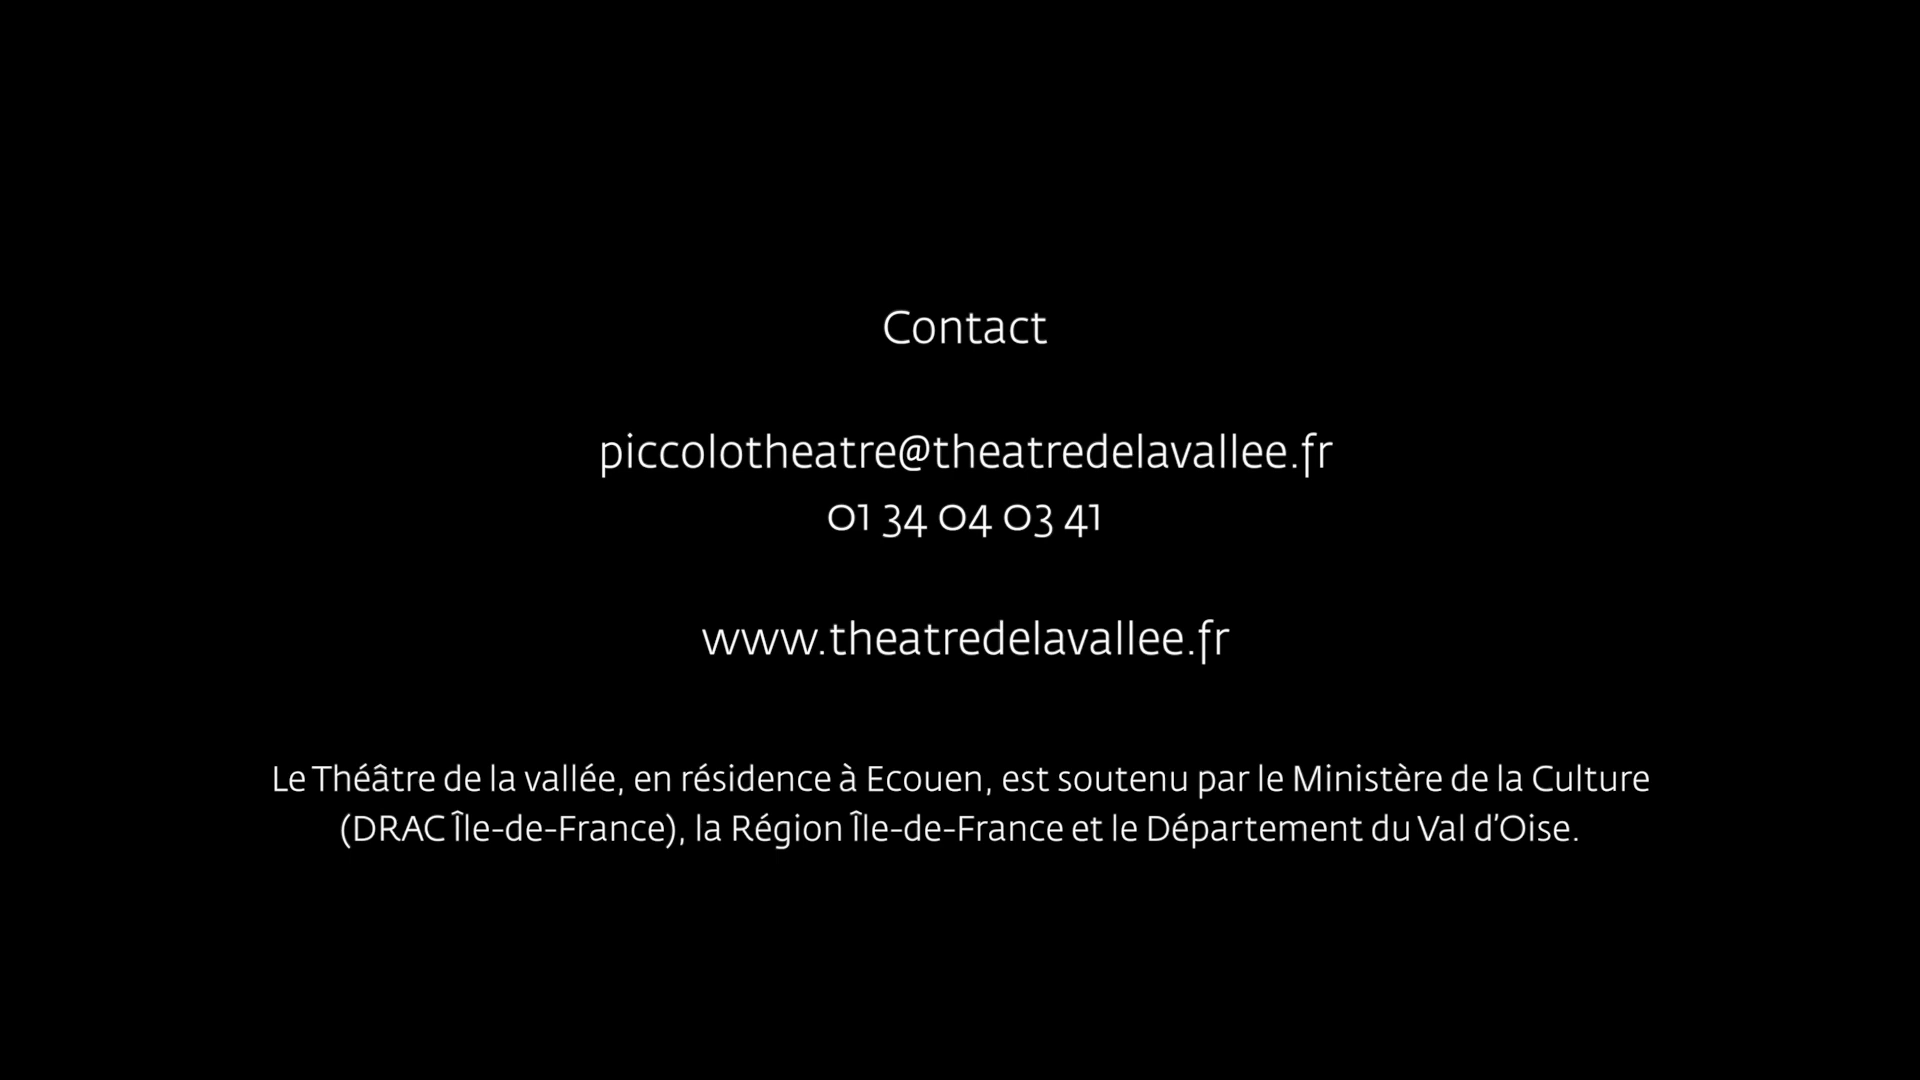 Contact
piccolotheatre@theatredelavallee.fr
01 34 04 03 41
www.theatredelavallee.fr
Le Théâtre de la vallée, en résidence à Ecouen, est soutenu par le Ministère de la Culture
(DRAC Île-de-France), la Région Île-de-France et le Département du Val d’Oise.